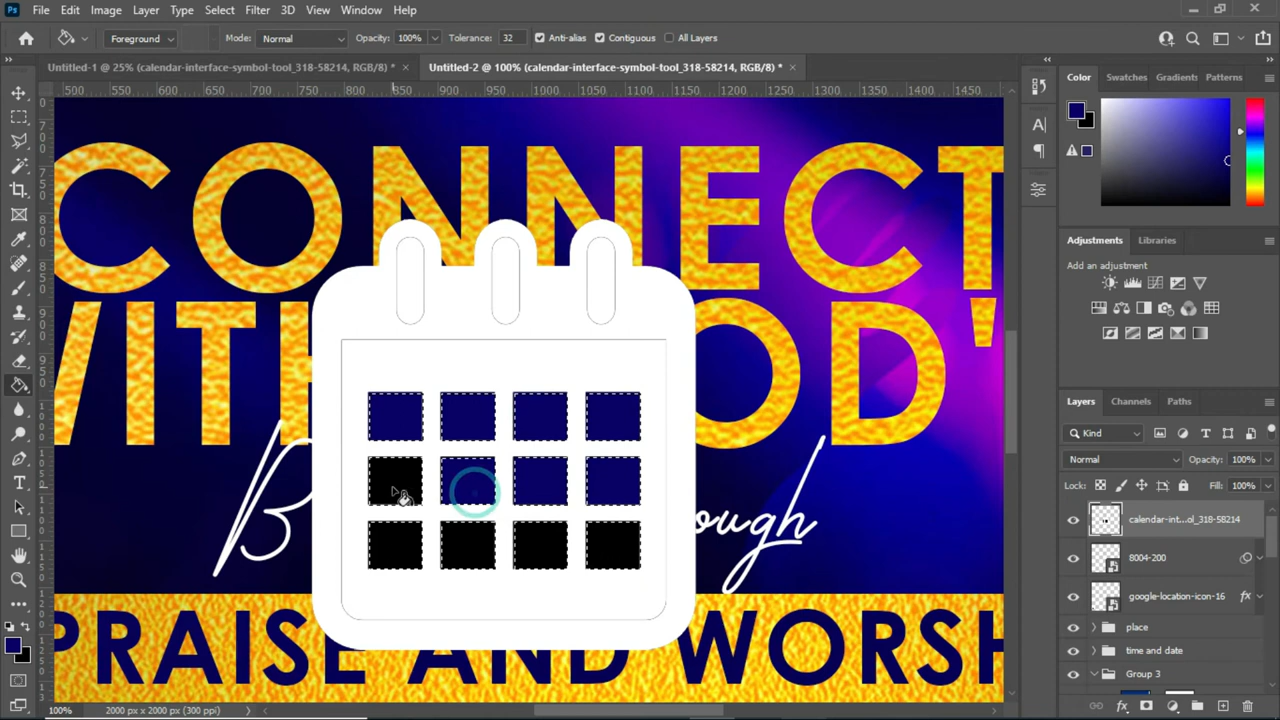 Ps File Edit Image Layer Type Select Filter 3D View Window Help
Foreground Mode: Normal Opacity: 100% Tolerance: 32 Anti-alias Contiguous All Layers
Untitled-1 @ 25% (calendar-interface-symbol-tool_318-58214, RGB/8) * × Untitled-2 @ 100% (calendar-interface-symbol-tool_318-58214, RGB/8) * ×
500 550 600 650 700 750 800 850 900 950 1000 1050 1100 1150 1200 1250 1300 1350 1400 1450
Color Swatches Gradients Patterns
CONNECT
WITH OD'
B ough
PRAISE AND WORSH
Adjustments Libraries
Add an adjustment
Layers Channels Paths
Kind
Normal Opacity: 100%
Lock: Fill: 100%
calendar-int...ol_318-58214
8004-200
google-location-icon-16 fx
place
time and date
Group 3
100% 2000 px x 2000 px (300 ppi)